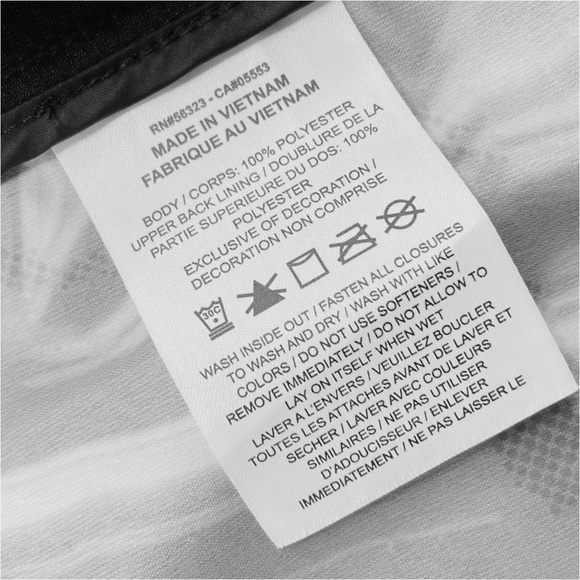 RN#56323 - CA#05553
MADE IN VIETNAM
FABRIQUE AU VIETNAM
BODY / CORPS: 100% POLYESTER
UPPER BACK LINING / DOUBLURE DE LA
PARTIE SUPERIEURE DU DOS: 100%
POLYESTER
EXCLUSIVE OF DECORATION /
DECORATION NON COMPRISE
30C
WASH INSIDE OUT / FASTEN ALL CLOSURES
TO WASH AND DRY / WASH WITH LIKE
COLORS / DO NOT USE SOFTENERS /
REMOVE IMMEDIATELY / DO NOT ALLOW TO
LAY ON ITSELF WHEN WET
LAVER A L'ENVERS / VEUILLEZ BOUCLER
TOUTES LES ATTACHES AVANT DE LAVER ET
SECHER / LAVER AVEC COULEURS
SIMILAIRES / NE PAS UTILISER
D'ADOUCISSEUR / ENLEVER
IMMEDIATEMENT / NE PAS LAISSER LE